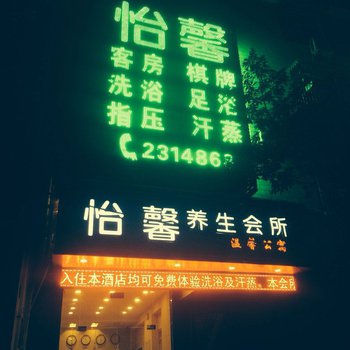 怡馨
客房 棋牌
洗浴 足浴
指压 汗蒸
2314868
怡馨养生会所
温馨公寓
入住本酒店均可免费体验洗浴及汗蒸、本会所